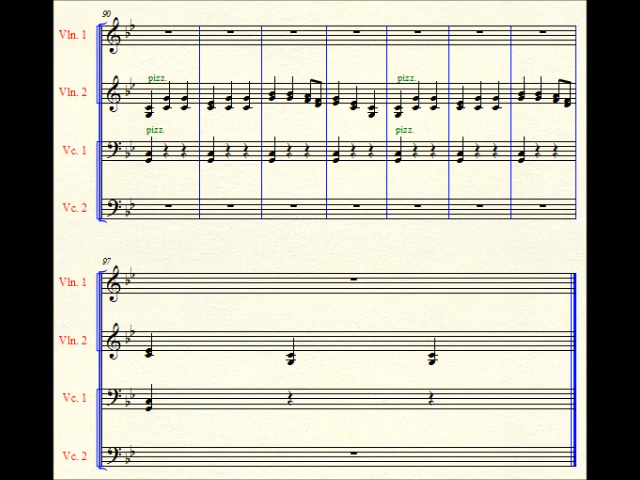 90
Vln. 1
pizz. pizz.
Vln. 2
pizz. pizz.
Vc. 1
Vc. 2
97
Vln. 1
Vln. 2
Vc. 1
Vc. 2